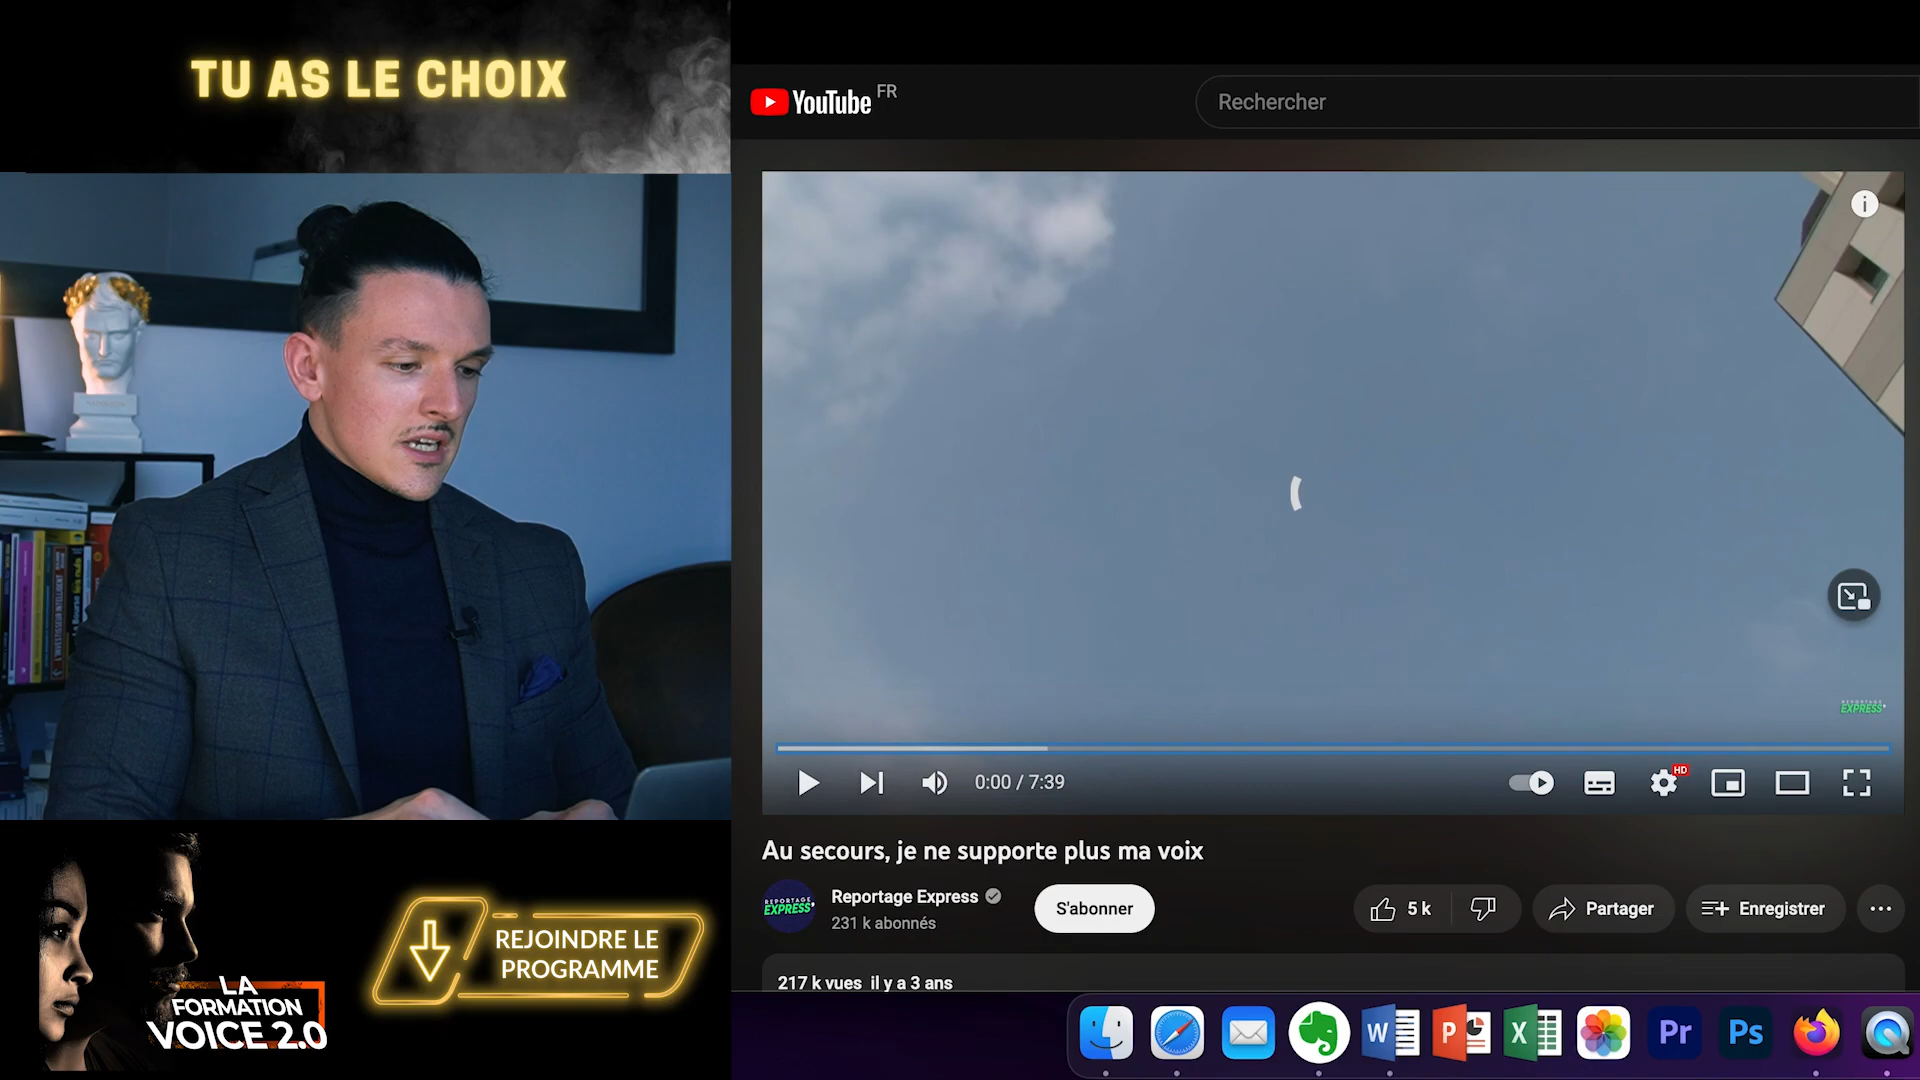 TU AS LE CHOIX
YouTube FR
Rechercher
REPORTAGE
EXPRESS+
HD
0:00 / 7:39
Au secours, je ne supporte plus ma voix
REPORTAGE
EXPRESS+
Reportage Express
231 k abonnés
S'abonner
5 k
Partager
Enregistrer
217 k vues il y a 3 ans
REJOINDRE LE
PROGRAMME
LA
FORMATION
VOICE 2.0
W
P
X
Pr
Ps